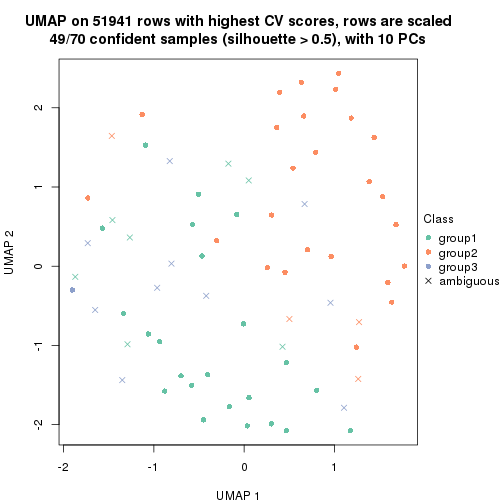 UMAP on 51941 rows with highest CV scores, rows are scaled
49/70 confident samples (silhouette > 0.5), with 10 PCs
UMAP 2
2
1
0
-1
-2
-2
-1
0
1
UMAP 1
Class
group1
group2
group3
ambiguous